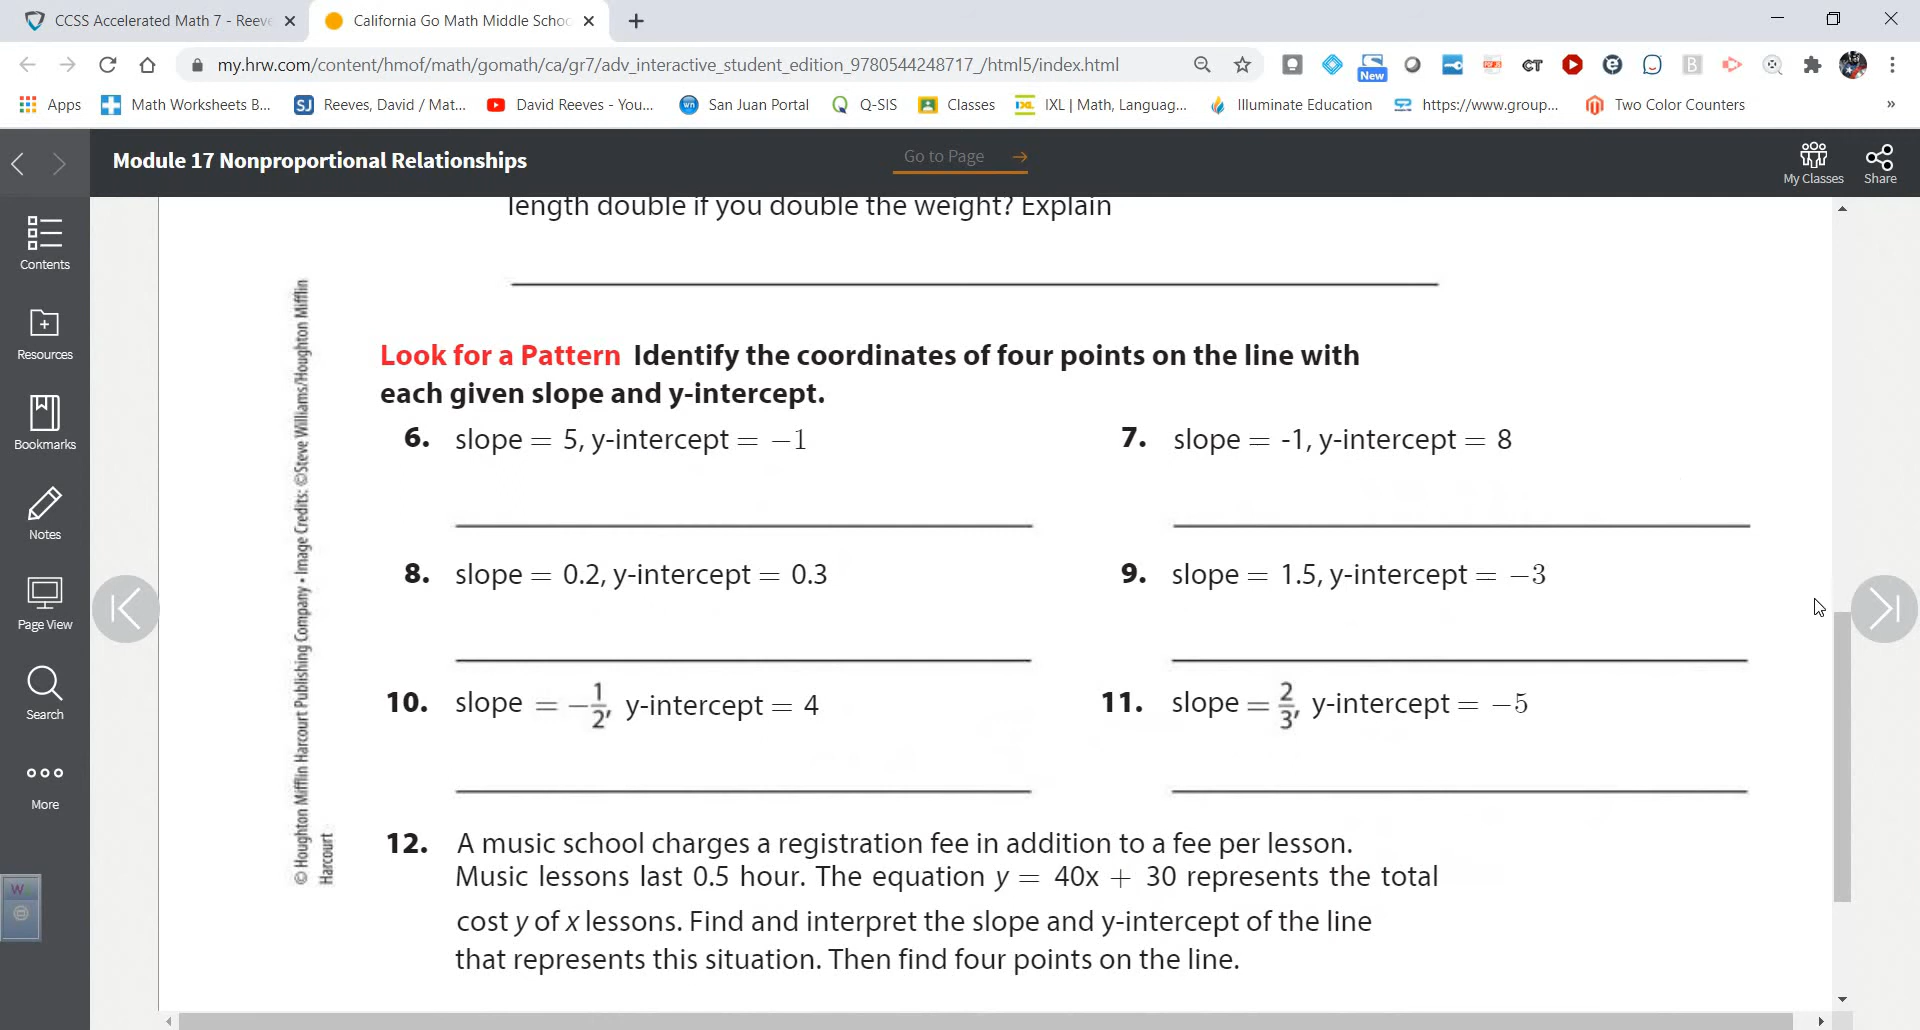 CCSS Accelerated Math 7 - Reeve
California Go Math Middle Schoo
my.hrw.com/content/hmof/math/gomath/ca/gr7/adv_interactive_student_edition_9780544248717_/html5/index.html
New
CT
Apps
Math Worksheets B...
SJ
Reeves, David / Mat...
David Reeves - You...
San Juan Portal
Q-SIS
Classes
IXL | Math, Languag...
Illuminate Education
https://www.group...
Two Color Counters
»
Module 17 Nonproportional Relationships
Go to Page
My Classes
Share
Contents
Resources
Bookmarks
Notes
Page View
Search
More
W
length double if you double the weight? Explain
© Houghton Mifflin Harcourt Publishing Company • Image Credits: ©Steve Williams/Houghton Mifflin
Harcourt
Look for a Pattern Identify the coordinates of four points on the line with
each given slope and y-intercept.
6. slope = 5, y-intercept = −1
7. slope = -1, y-intercept = 8
8. slope = 0.2, y-intercept = 0.3
9. slope = 1.5, y-intercept = −3
10. slope = −1/2, y-intercept = 4
11. slope = 2/3, y-intercept = −5
12. A music school charges a registration fee in addition to a fee per lesson.
Music lessons last 0.5 hour. The equation y = 40x + 30 represents the total
cost y of x lessons. Find and interpret the slope and y-intercept of the line
that represents this situation. Then find four points on the line.